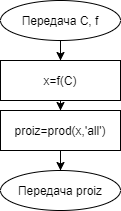 Передача C, f
x=f(C)
proiz=prod(x,'all')
Передача proiz